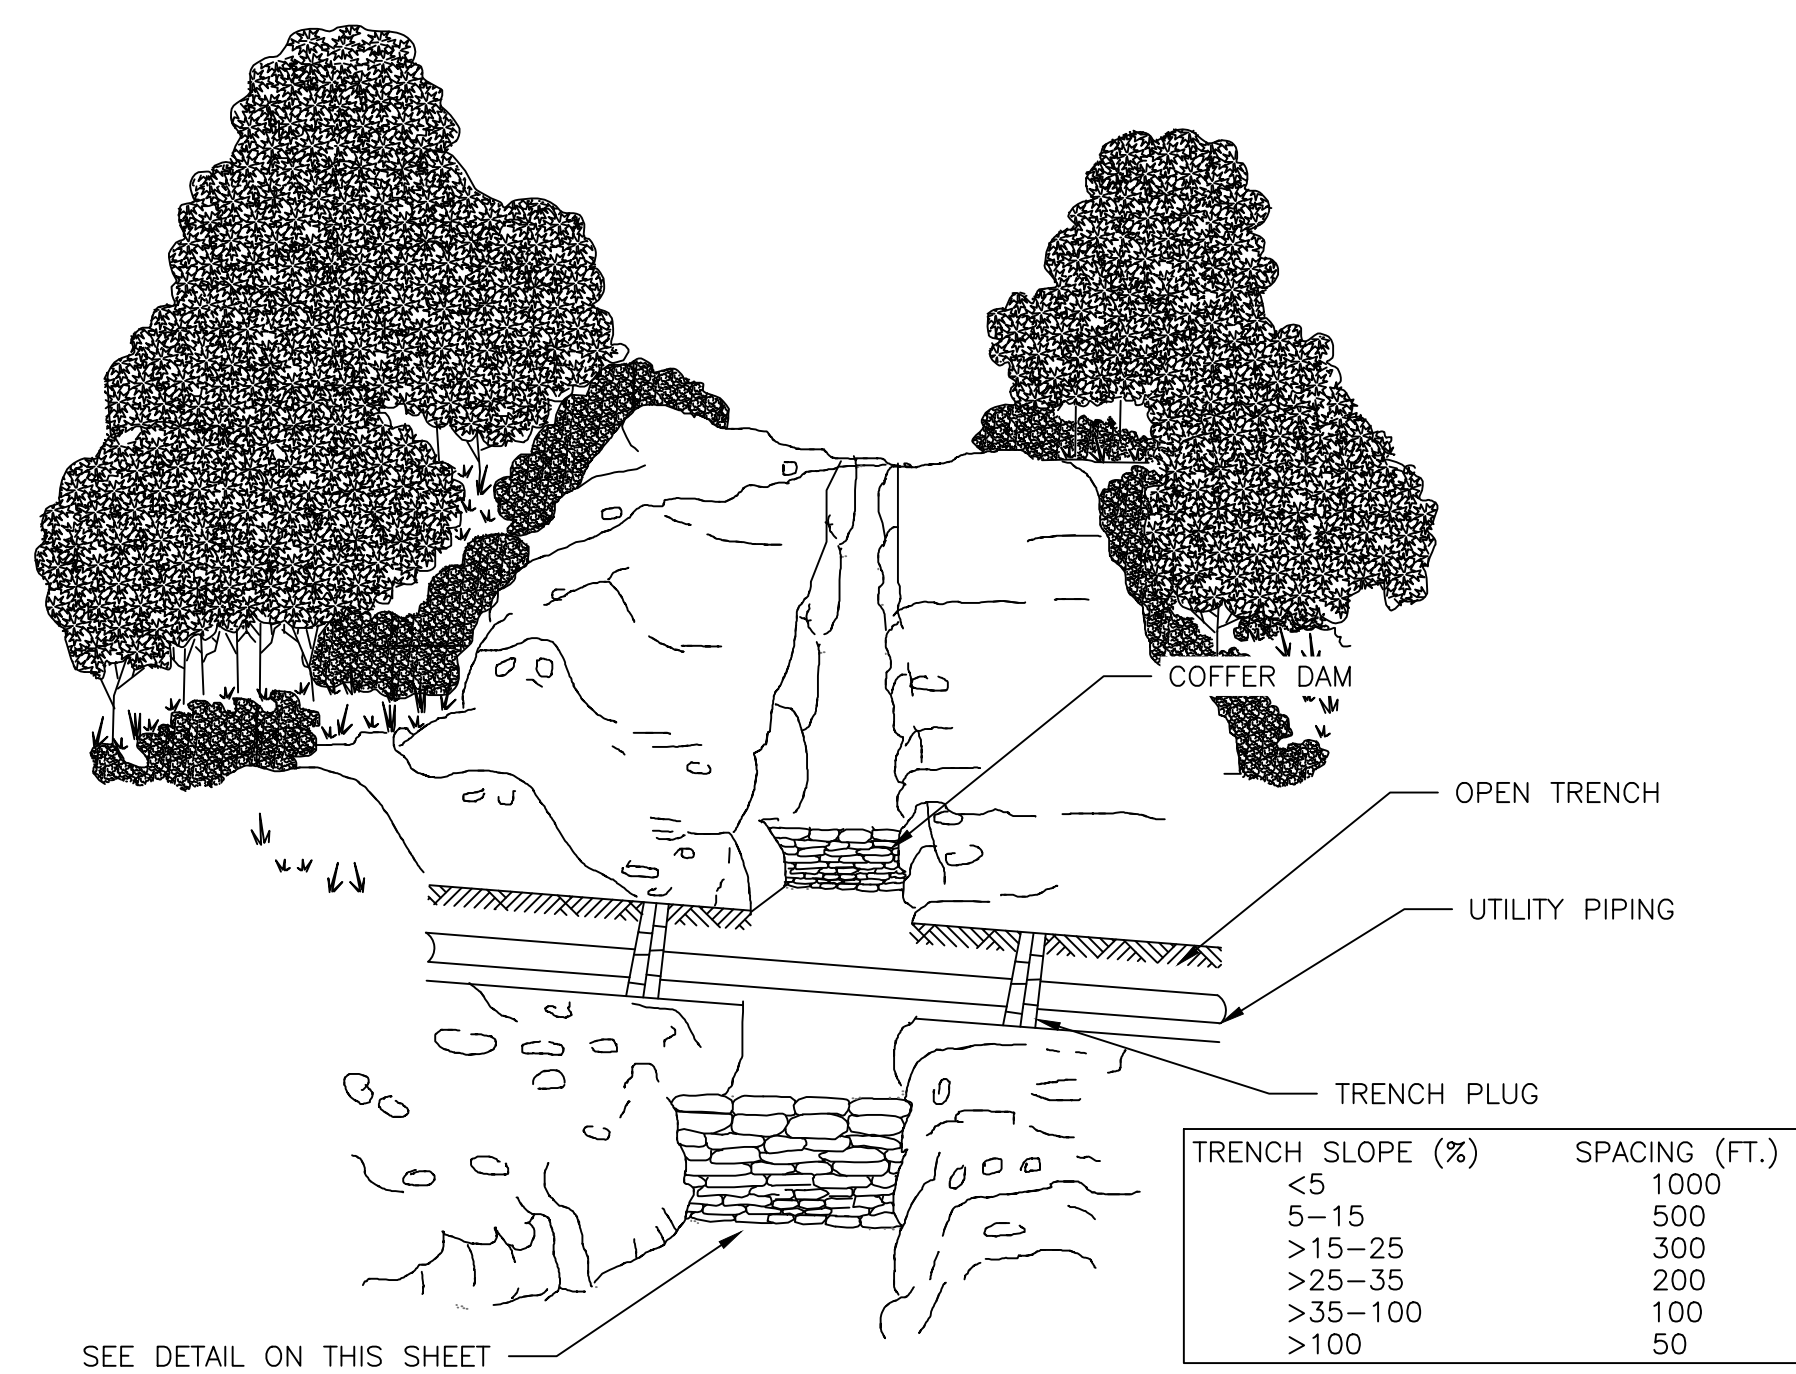 COFFER DAM
OPEN TRENCH
UTILITY PIPING
TRENCH PLUG
TRENCH SLOPE (%) SPACING (FT.)
<5 1000
5-15 500
>15-25 300
>25-35 200
>35-100 100
>100 50
SEE DETAIL ON THIS SHEET